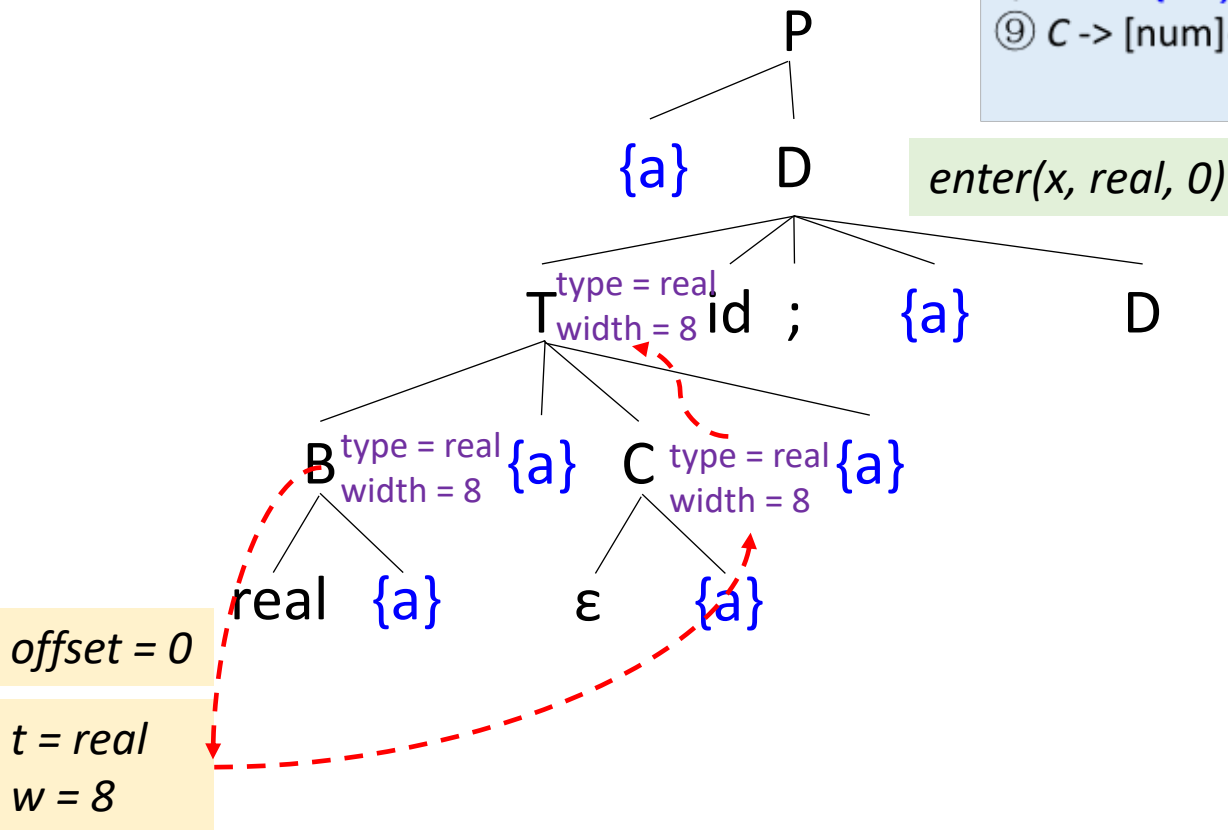 P
⑨ C -> [num]
{a} D
enter(x, real, 0)
T type = real
width = 8
id ; {a} D
B type = real
width = 8
{a}
C type = real
width = 8
{a}
real {a} ε {a}
offset = 0
t = real
w = 8